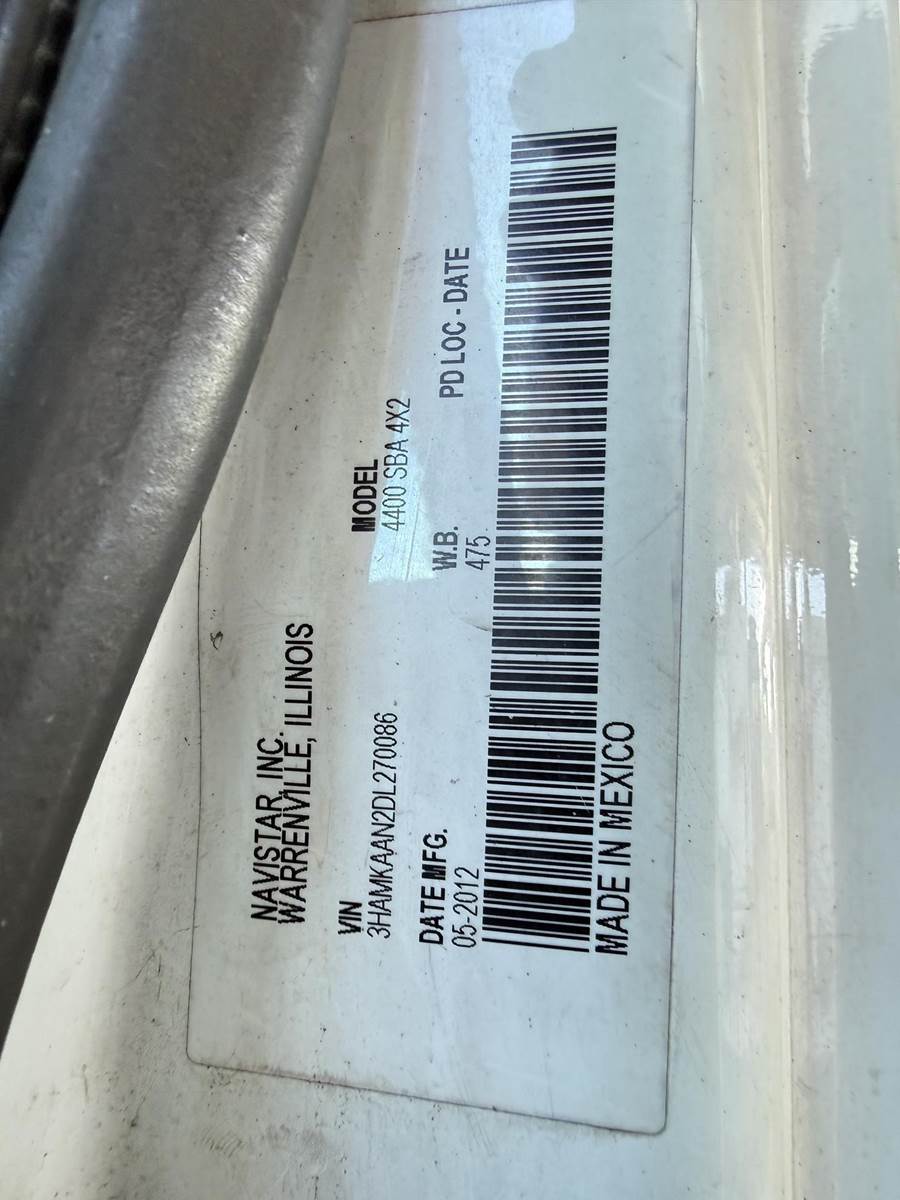 NAVISTAR, INC.
WARRENVILLE, ILLINOIS
VIN
3HAMKAAN2DL270086
MODEL
4400 SBA 4X2
DATE MFG.
05-2012
W.B.
475
PD LOC - DATE
MADE IN MEXICO